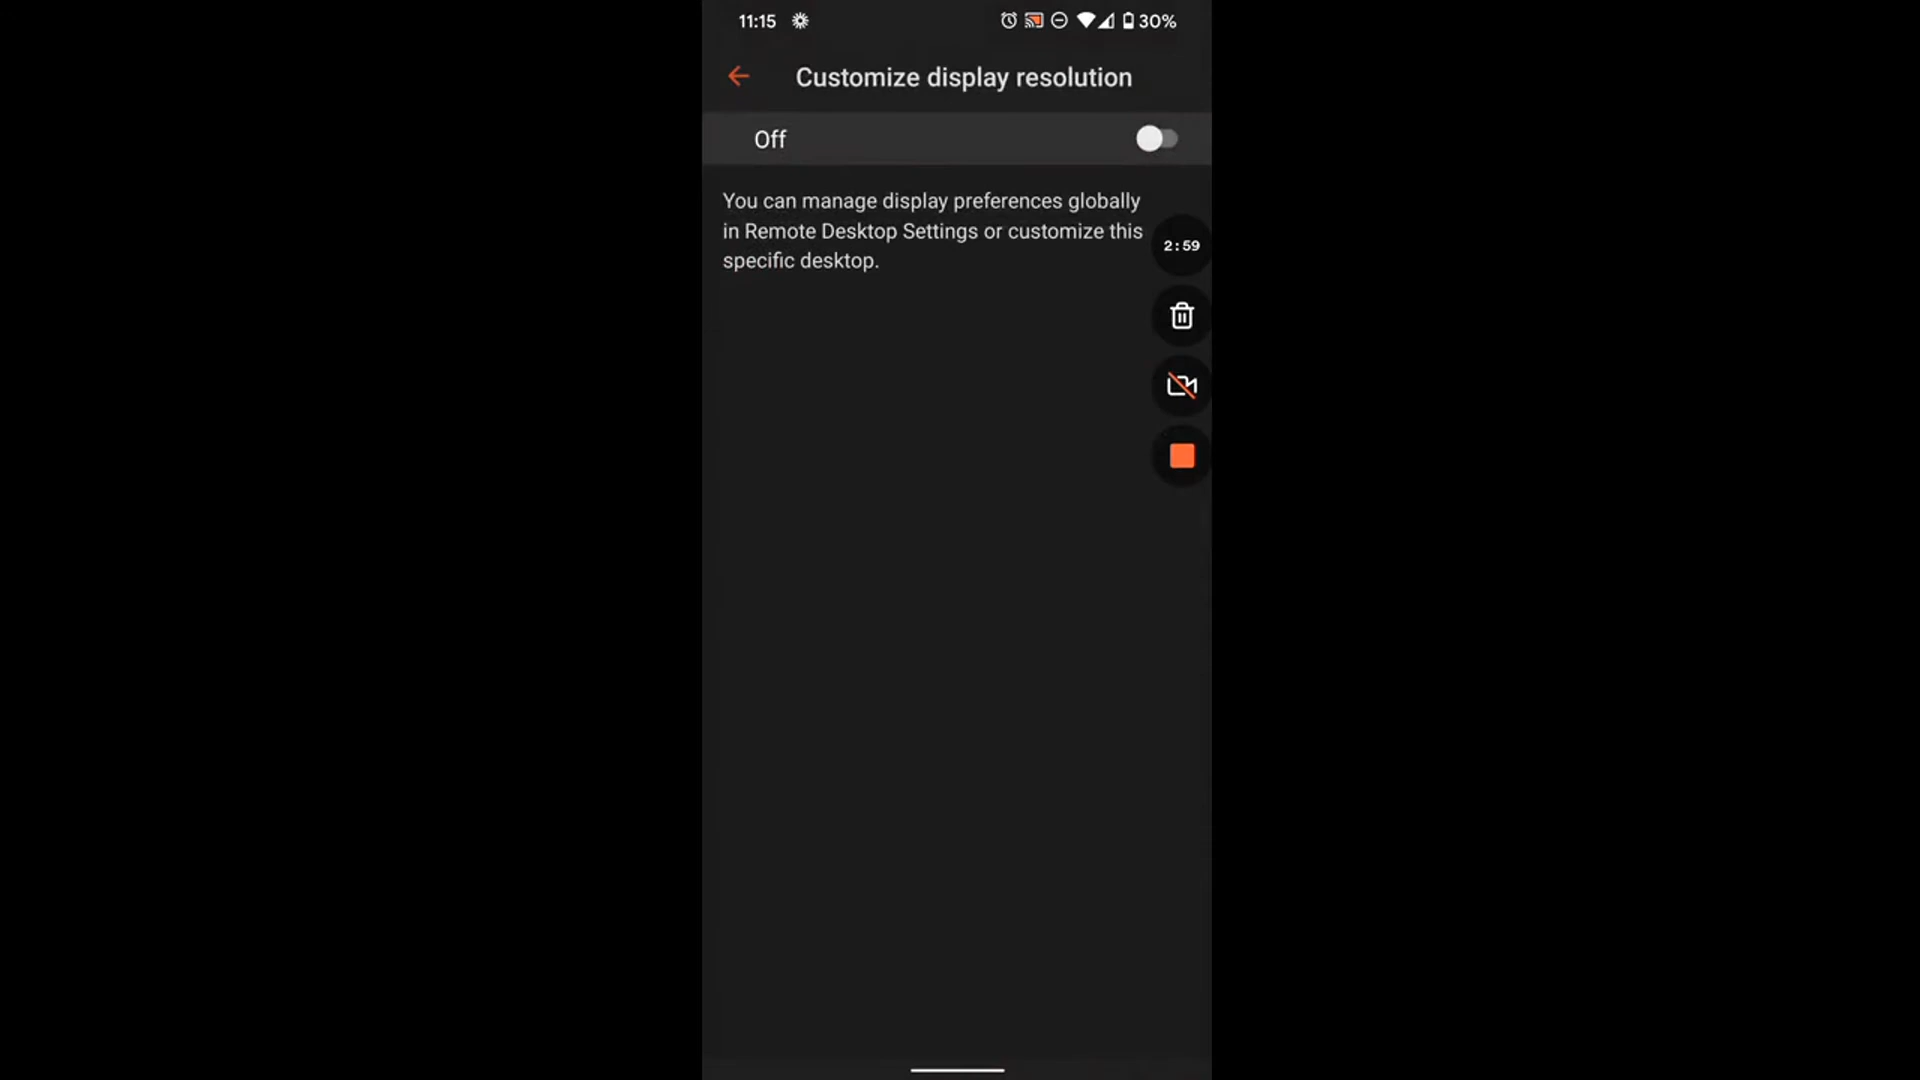 11:15
30%
Customize display resolution
Off
You can manage display preferences globally
in Remote Desktop Settings or customize this
specific desktop.
2:59